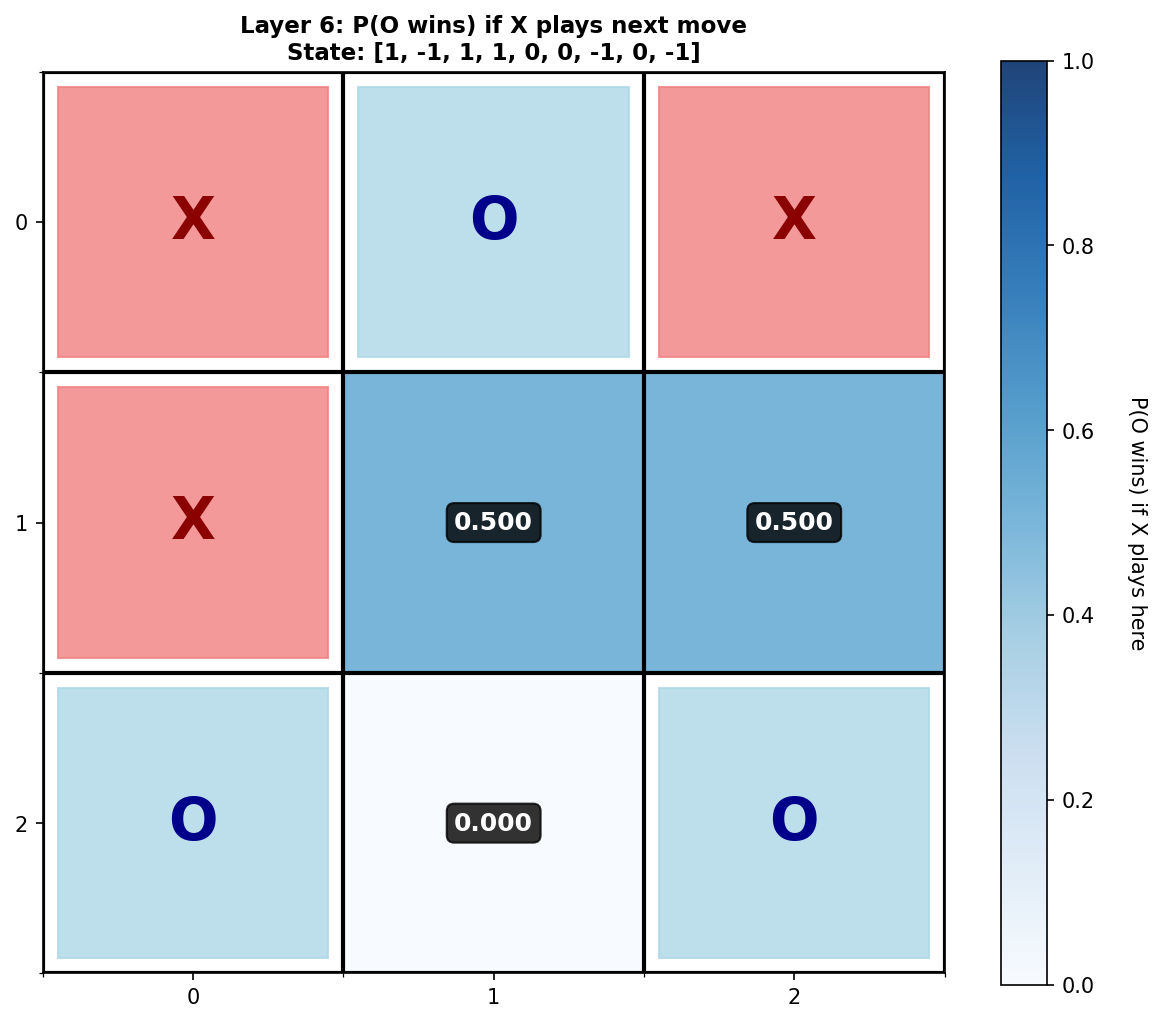 Layer 6: P(O wins) if X plays next move
State: [1, -1, 1, 1, 0, 0, -1, 0, -1]
X O X
X 0.500 0.500
O 0.000 O
0
1
2
0 1 2
1.0
0.8
0.6
0.4
0.2
0.0
P(O wins) if X plays here